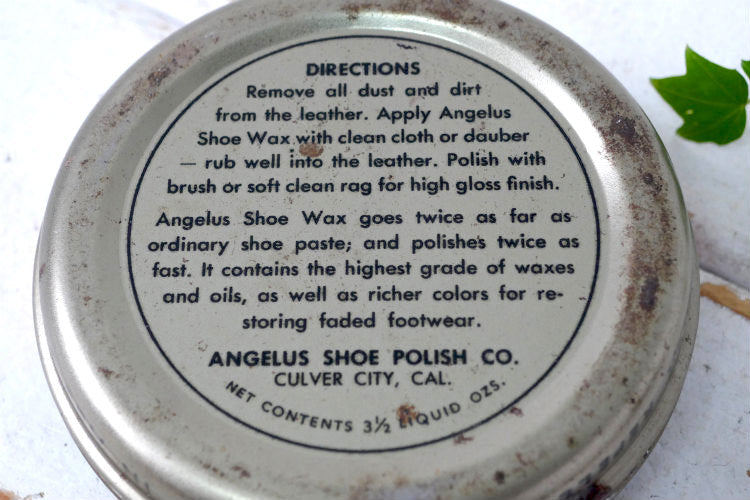 DIRECTIONS
Remove all dust and dirt
from the leather. Apply Angelus
Shoe Wax with clean cloth or dauber
— rub well into the leather. Polish with
brush or soft clean rag for high gloss finish.
Angelus Shoe Wax goes twice as far as
ordinary shoe paste; and polishes twice as
fast. It contains the highest grade of waxes
and oils, as well as richer colors for re-
storing faded footwear.
ANGELUS SHOE POLISH CO.
CULVER CITY, CAL.
NET CONTENTS 3½ LIQUID OZS.